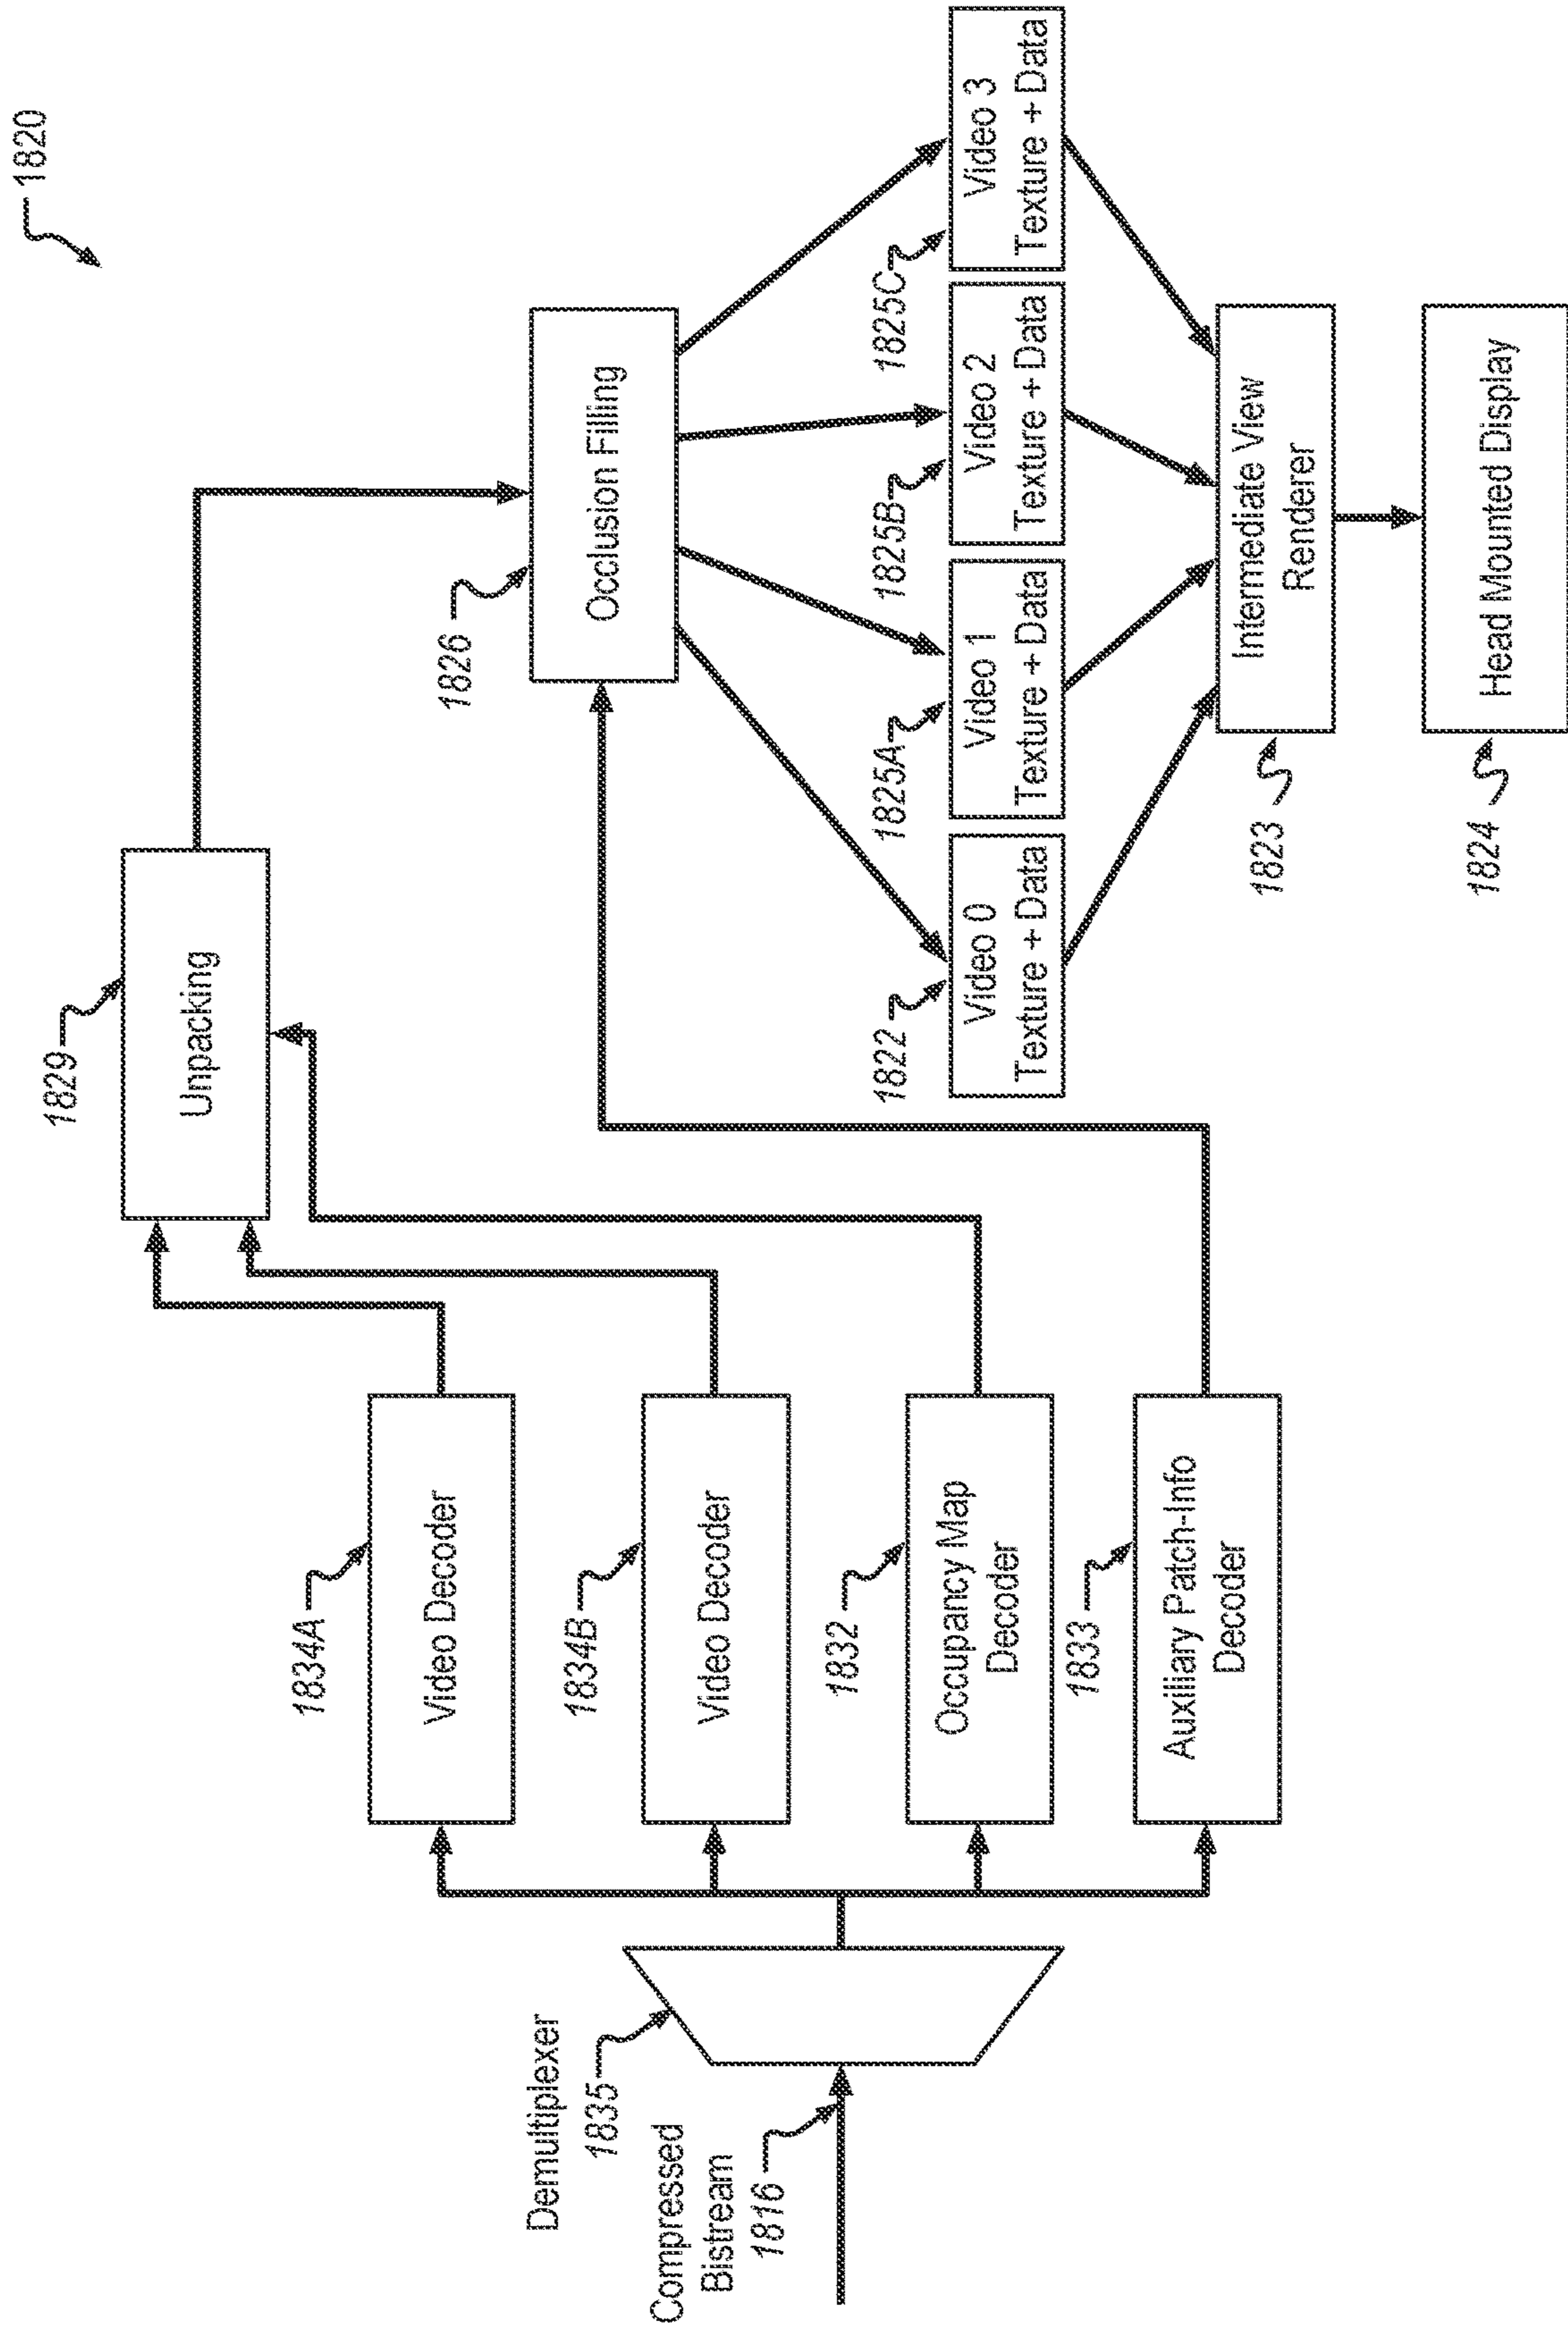 1820
1829
Unpacking
1834A
Video Decoder
1834B
Video Decoder
1832
Occupancy Map
Decoder
1833
Auxiliary Patch-Info
Decoder
Demultiplexer
1835
Compressed
Bistream
1816
1826
Occlusion Filling
1822
Video 0
Texture + Data
1825A
Video 1
Texture + Data
1825B
Video 2
Texture + Data
1825C
Video 3
Texture + Data
1823
Intermediate View
Renderer
1824
Head Mounted Display